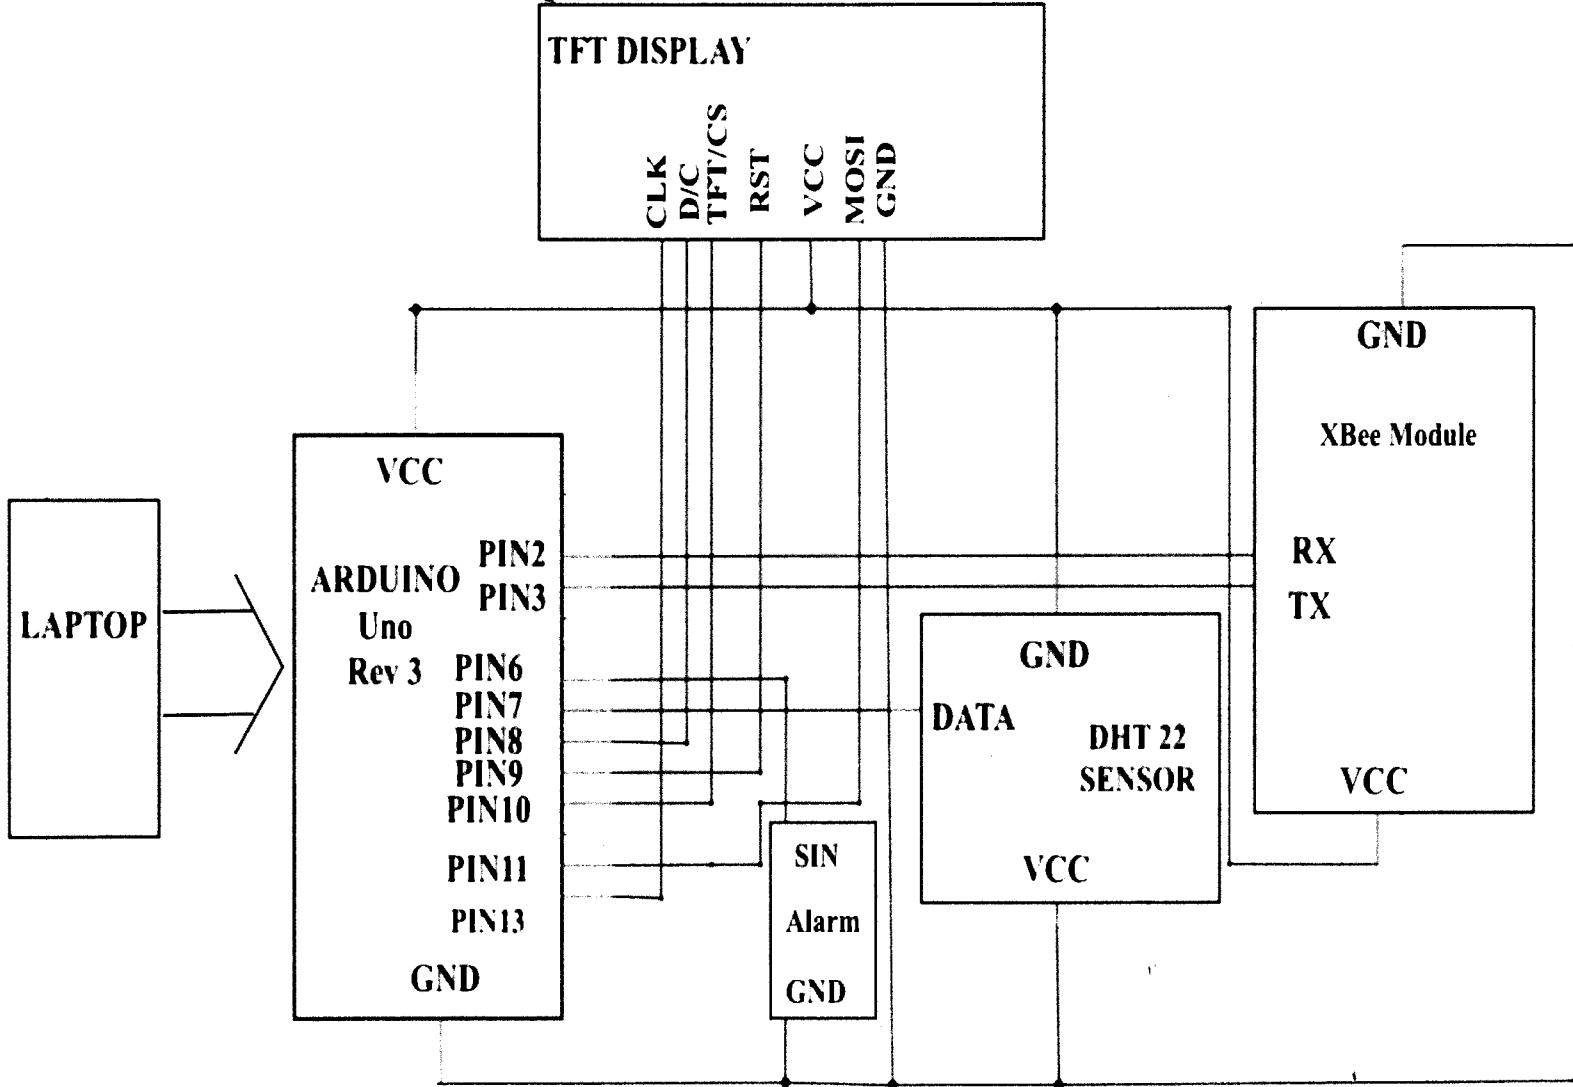 TFT DISPLAY
CLK
D/C
TFT/CS
RST
VCC
MOSI
GND
GND
XBee Module
RX
TX
VCC
VCC
PIN2
ARDUINO
PIN3
Uno
Rev 3
PIN6
PIN7
PIN8
PIN9
PIN10
PIN11
PIN13
GND
LAPTOP
GND
DATA
DHT 22
SENSOR
VCC
SIN
Alarm
GND